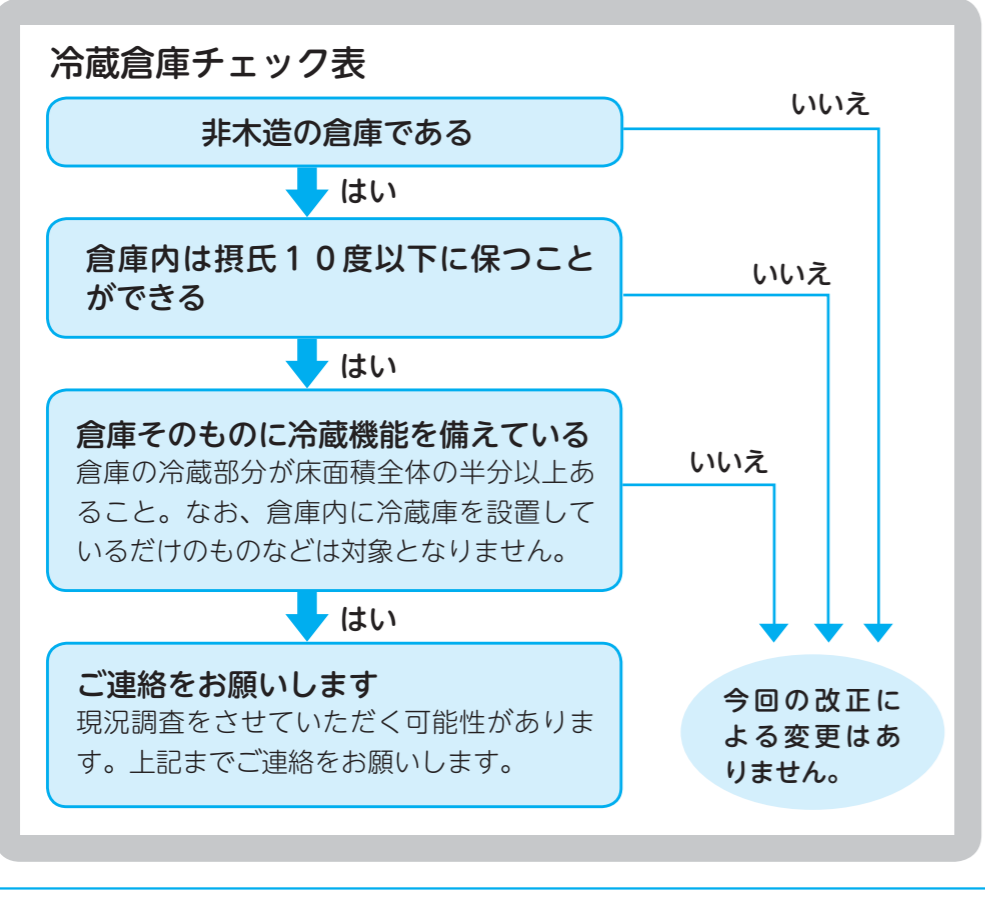 冷蔵倉庫チェック表
非木造の倉庫である
いいえ
はい
倉庫内は摂氏１０度以下に保つこと
ができる
いいえ
はい
倉庫そのものに冷蔵機能を備えている
倉庫の冷蔵部分が床面積全体の半分以上あ
ること。なお、倉庫内に冷蔵庫を設置して
いるだけのものなどは対象となりません。
いいえ
はい
ご連絡をお願いします
現況調査をさせていただく可能性がありま
す。上記までご連絡をお願いします。
今回の改正に
よる変更はあ
りません。